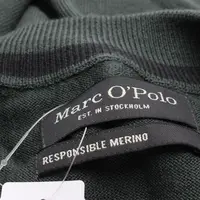 Marc O'Polo
EST. IN STOCKHOLM
RESPONSIBLE MERINO